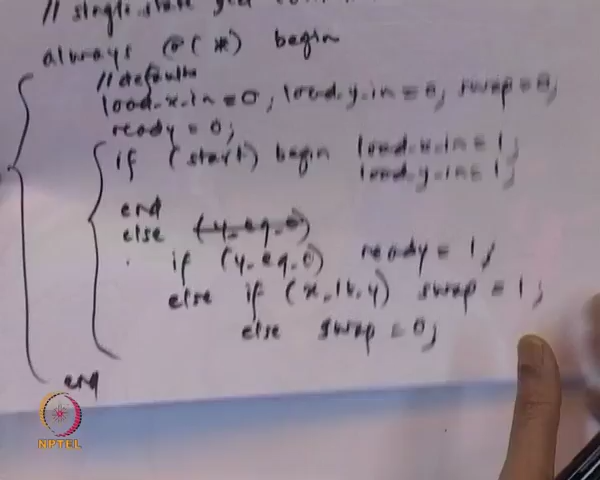 // single state
always @(*) begin
// defaults
load-x-in = 0, load-y-in = 0, swap = 0,
ready = 0;
if (start) begin load-x-in = 1;
load-y-in = 1;
end
else (y-eq-0)
if (y-eq-0) ready = 1;
else if (x-lt-y) swap = 1;
else swap = 0;
end
NPTEL